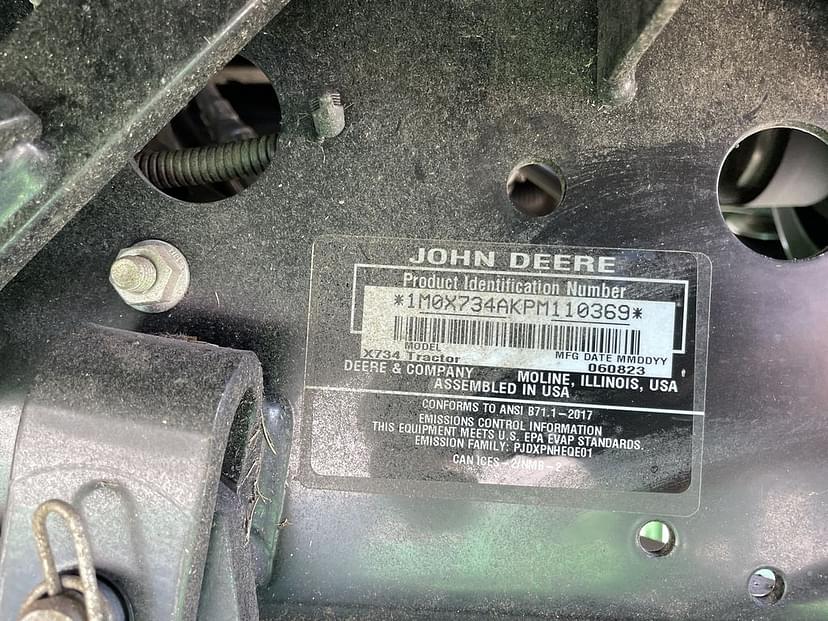 JOHN DEERE
Product Identification Number
*1M0X734AKPM110369*
MODEL
X734 Tractor
MFG DATE MMDDYY
060823
DEERE & COMPANY MOLINE, ILLINOIS, USA
ASSEMBLED IN USA
CONFORMS TO ANSI B71.1-2017
EMISSIONS CONTROL INFORMATION
THIS EQUIPMENT MEETS U.S. EPA EVAP STANDARDS.
EMISSION FAMILY: PJDXPNHEQE01
CAN ICES-2/NMB-2